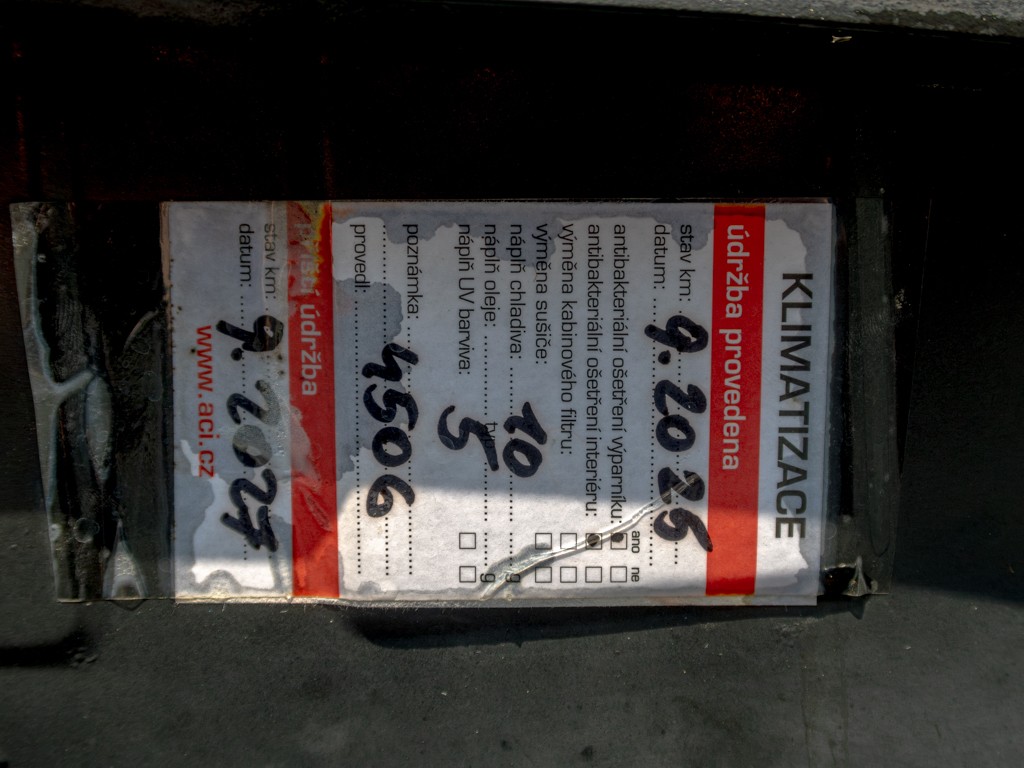 KLIMATIZACE
údržba provedena
stav km: ....................
datum: ..... 9. 2025
ano ne
antibakteriální ošetření výparníku:
antibakteriální ošetření interiéru:
výměna kabinového filtru:
výměna sušiče:
náplň chladiva: ........ 10 ........ g
náplň oleje: ........ 5 ........ g
náplň UV barviva:
poznámka: ....................
....................
provedl: ..... 4506
příští údržba
stav km: ....................
datum: ..... 9. 2027
www.aci.cz